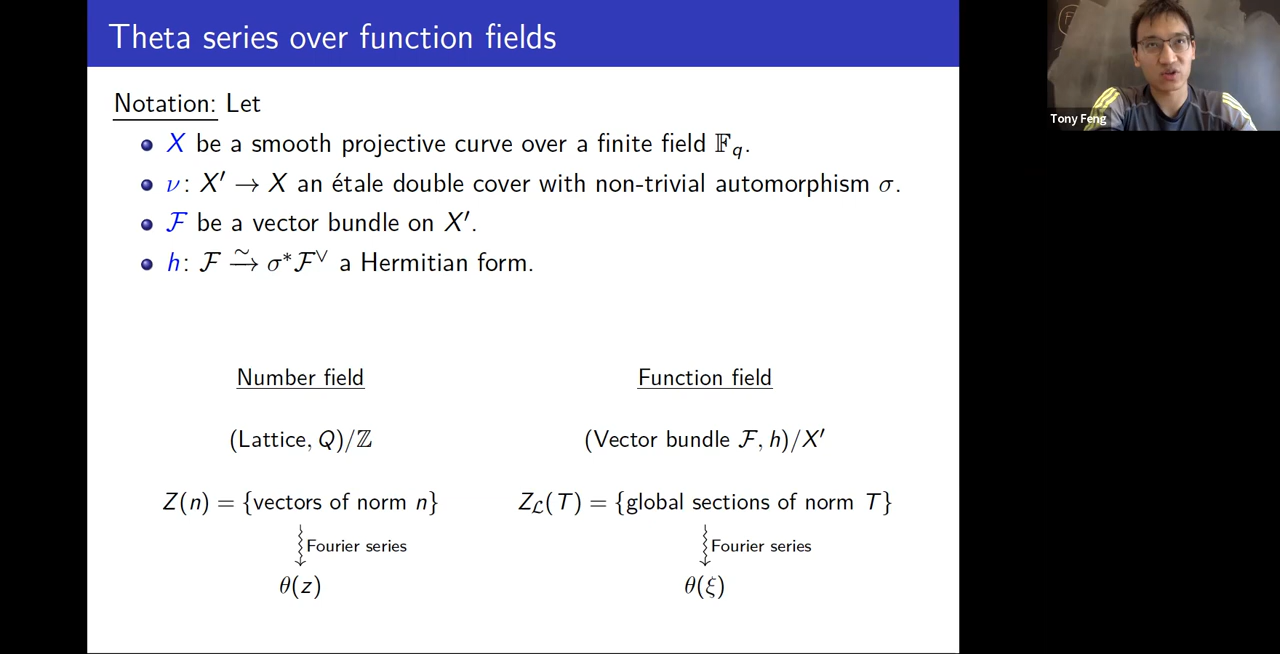 Theta series over function fields
Notation: Let
X be a smooth projective curve over a finite field 𝔽_q.
ν: X′ → X an étale double cover with non-trivial automorphism σ.
ℱ be a vector bundle on X′.
h: ℱ ⥲ σ*ℱ^∨ a Hermitian form.
Number field
Function field
(Lattice, Q)/ℤ
(Vector bundle ℱ, h)/X′
Z(n) = {vectors of norm n}
Z_ℒ(T) = {global sections of norm T}
Fourier series
Fourier series
θ(z)
θ(ξ)
Tony Feng